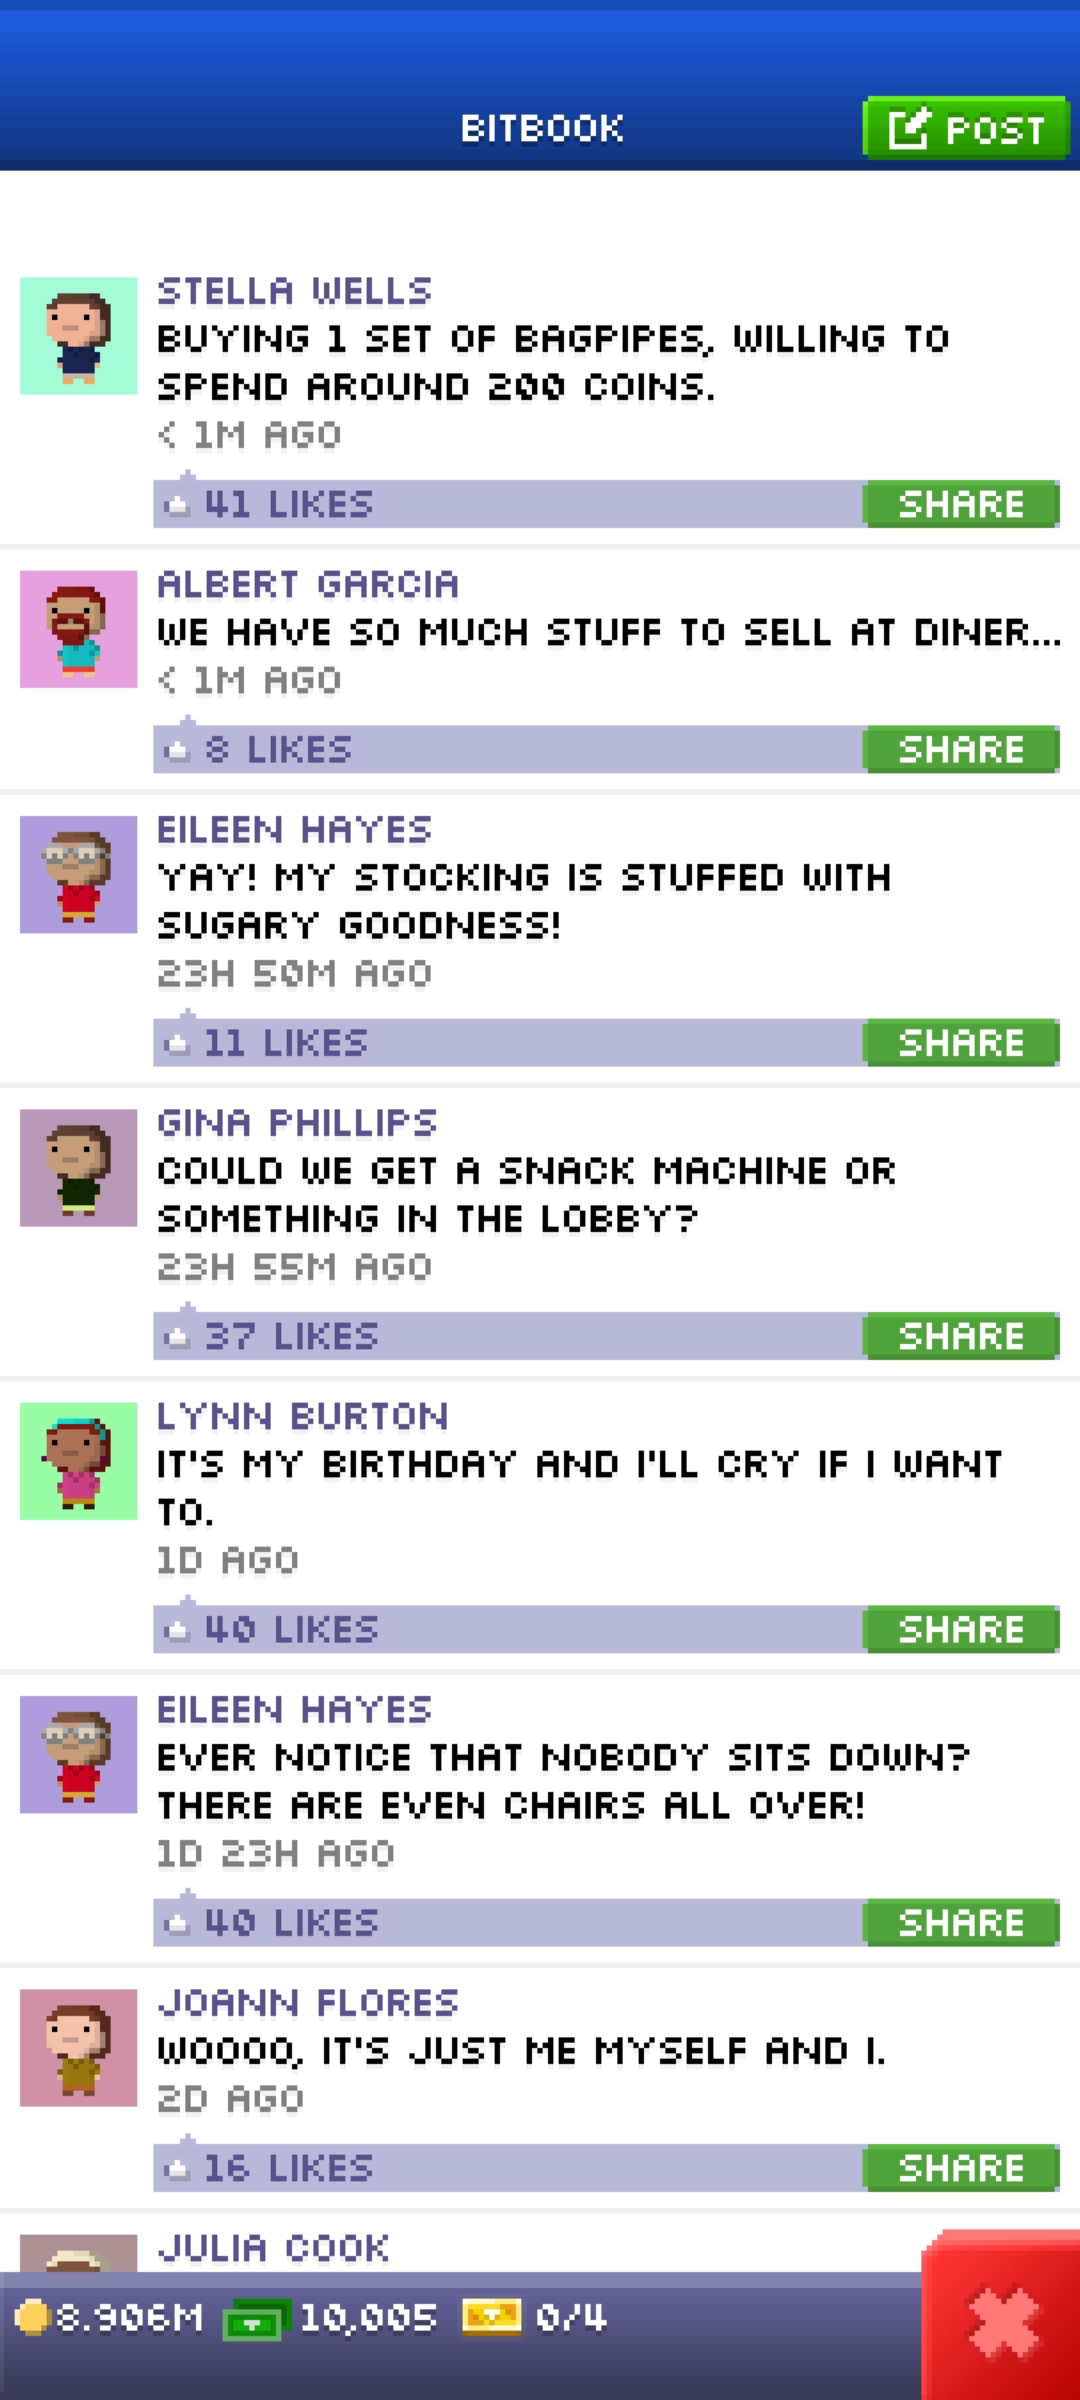 BITBOOK
POST
STELLA WELLS
BUYING 1 SET OF BAGPIPES, WILLING TO
SPEND AROUND 200 COINS.
< 1M AGO
41 LIKES
SHARE
ALBERT GARCIA
WE HAVE SO MUCH STUFF TO SELL AT DINER...
< 1M AGO
8 LIKES
SHARE
EILEEN HAYES
YAY! MY STOCKING IS STUFFED WITH
SUGARY GOODNESS!
23H 50M AGO
11 LIKES
SHARE
GINA PHILLIPS
COULD WE GET A SNACK MACHINE OR
SOMETHING IN THE LOBBY?
23H 55M AGO
37 LIKES
SHARE
LYNN BURTON
IT'S MY BIRTHDAY AND I'LL CRY IF I WANT
TO.
1D AGO
40 LIKES
SHARE
EILEEN HAYES
EVER NOTICE THAT NOBODY SITS DOWN?
THERE ARE EVEN CHAIRS ALL OVER!
1D 23H AGO
40 LIKES
SHARE
JOANN FLORES
WOOOO, IT'S JUST ME MYSELF AND I.
2D AGO
16 LIKES
SHARE
JULIA COOK
8.906M 10,005 0/4